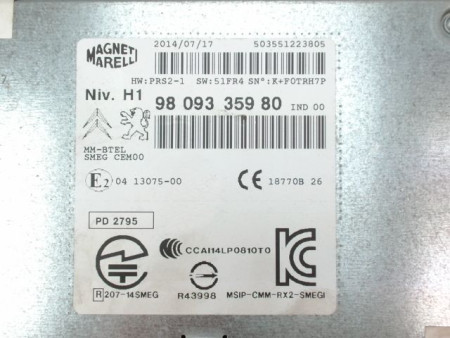 MAGNETI MARELLI
2014/07/17 503551223805
HW:PRS2-1 SW:51FR4 SN°:K+F0TRH7P
Niv. H1 98 093 359 80 IND 00
MM-BTEL
SMEG CEM00
E2 04 13075-00 CE 18770B 26
PD 2795
CCAI14LP0810T0
R 207-14SMEG R43998 MSIP-CMM-RX2-SMEGI